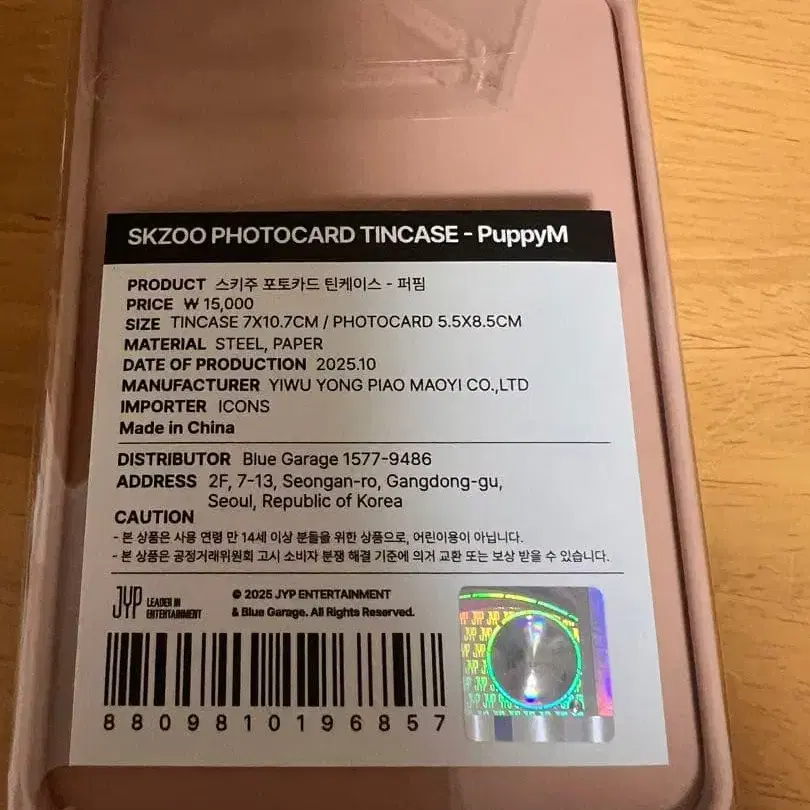 SKZOO PHOTOCARD TINCASE - PuppyM
PRODUCT 스키주 포토카드 틴케이스 - 퍼핌
PRICE ₩ 15,000
SIZE TINCASE 7X10.7CM / PHOTOCARD 5.5X8.5CM
MATERIAL STEEL, PAPER
DATE OF PRODUCTION 2025.10
MANUFACTURER YIWU YONG PIAO MAOYI CO.,LTD
IMPORTER ICONS
Made in China
DISTRIBUTOR Blue Garage 1577-9486
ADDRESS 2F, 7-13, Seongan-ro, Gangdong-gu,
Seoul, Republic of Korea
CAUTION
- 본 상품은 사용 연령 만 14세 이상 분들을 위한 상품으로, 어린이용이 아닙니다.
- 본 상품은 공정거래위원회 고시 소비자 분쟁 해결 기준에 의거 교환 또는 보상 받을 수 있습니다.
JYP LEADER IN
ENTERTAINMENT
© 2025 JYP ENTERTAINMENT
& Blue Garage. All Rights Reserved.
8809810196857